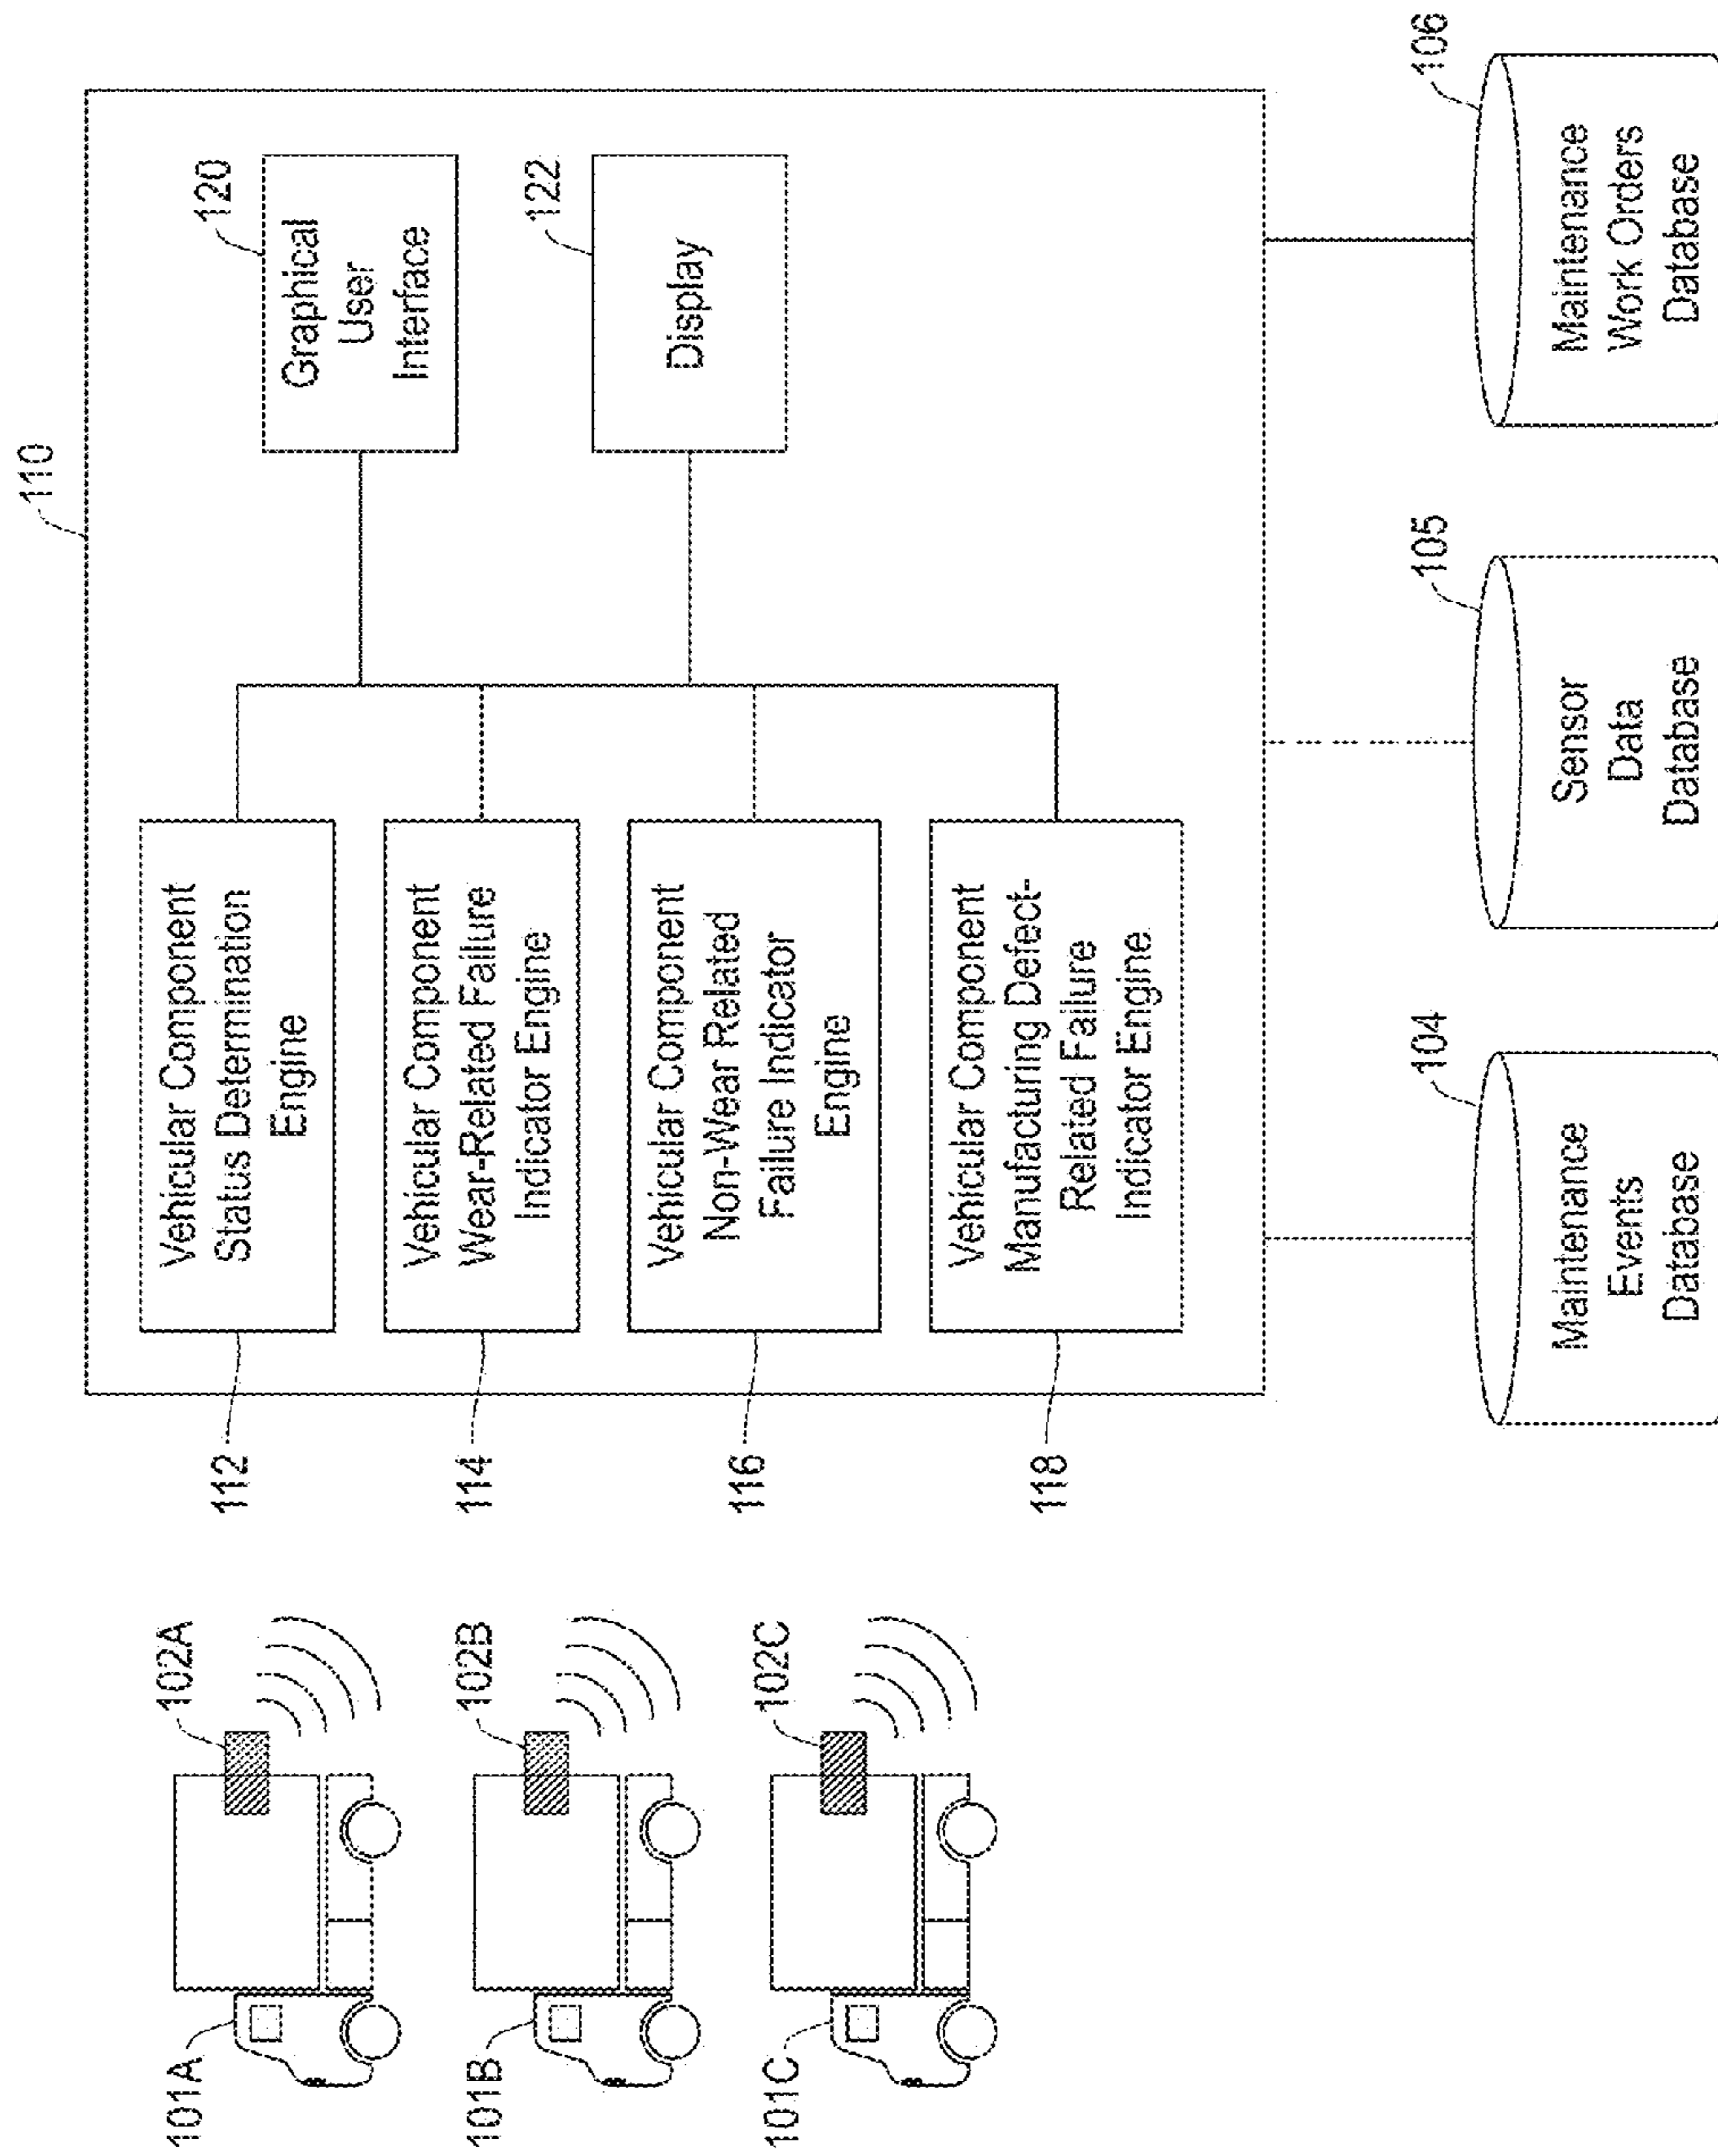 110
101A
102A
101B
102B
101C
102C
112
Vehicular Component
Status Determination
Engine
114
Vehicular Component
Wear-Related Failure
Indicator Engine
116
Vehicular Component
Non-Wear Related
Failure Indicator
Engine
118
Vehicular Component
Manufacturing Defect-
Related Failure
Indicator Engine
120
Graphical
User
Interface
122
Display
104
Maintenance
Events
Database
105
Sensor
Data
Database
106
Maintenance
Work Orders
Database